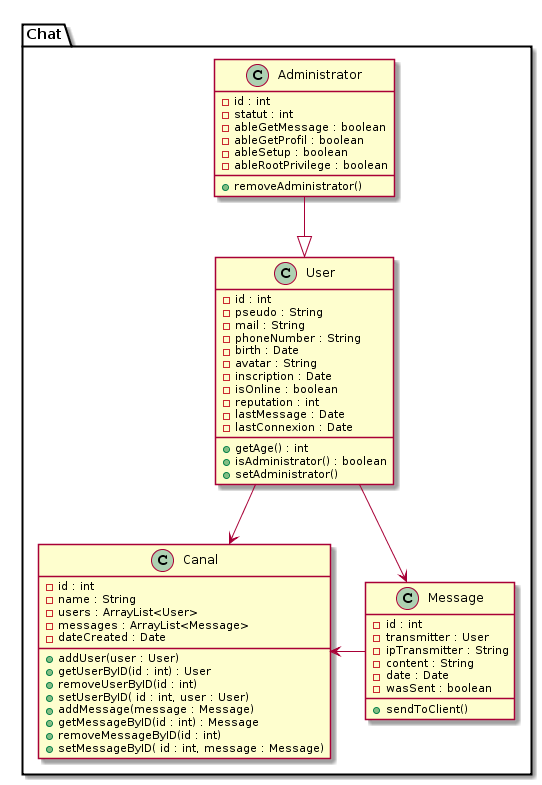 Chat
C Administrator
id : int
statut : int
ableGetMessage : boolean
ableGetProfil : boolean
ableSetup : boolean
ableRootPrivilege : boolean
removeAdministrator()
C User
id : int
pseudo : String
mail : String
phoneNumber : String
birth : Date
avatar : String
inscription : Date
isOnline : boolean
reputation : int
lastMessage : Date
lastConnexion : Date
getAge() : int
isAdministrator() : boolean
setAdministrator()
C Canal
id : int
name : String
users : ArrayList<User>
messages : ArrayList<Message>
dateCreated : Date
addUser(user : User)
getUserByID(id : int) : User
removeUserByID(id : int)
setUserByID( id : int, user : User)
addMessage(message : Message)
getMessageByID(id : int) : Message
removeMessageByID(id : int)
setMessageByID( id : int, message : Message)
C Message
id : int
transmitter : User
ipTransmitter : String
content : String
date : Date
wasSent : boolean
sendToClient()